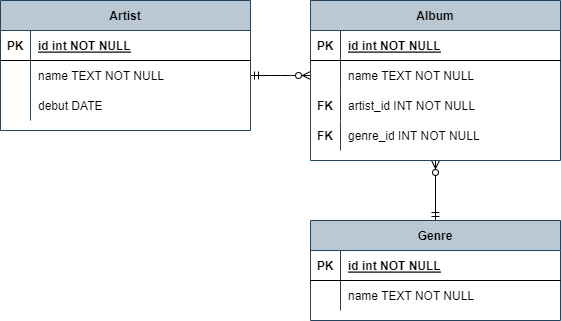 Artist
PK id int NOT NULL
name TEXT NOT NULL
debut DATE
Album
PK id int NOT NULL
name TEXT NOT NULL
FK artist_id INT NOT NULL
FK genre_id INT NOT NULL
Genre
PK id int NOT NULL
name TEXT NOT NULL